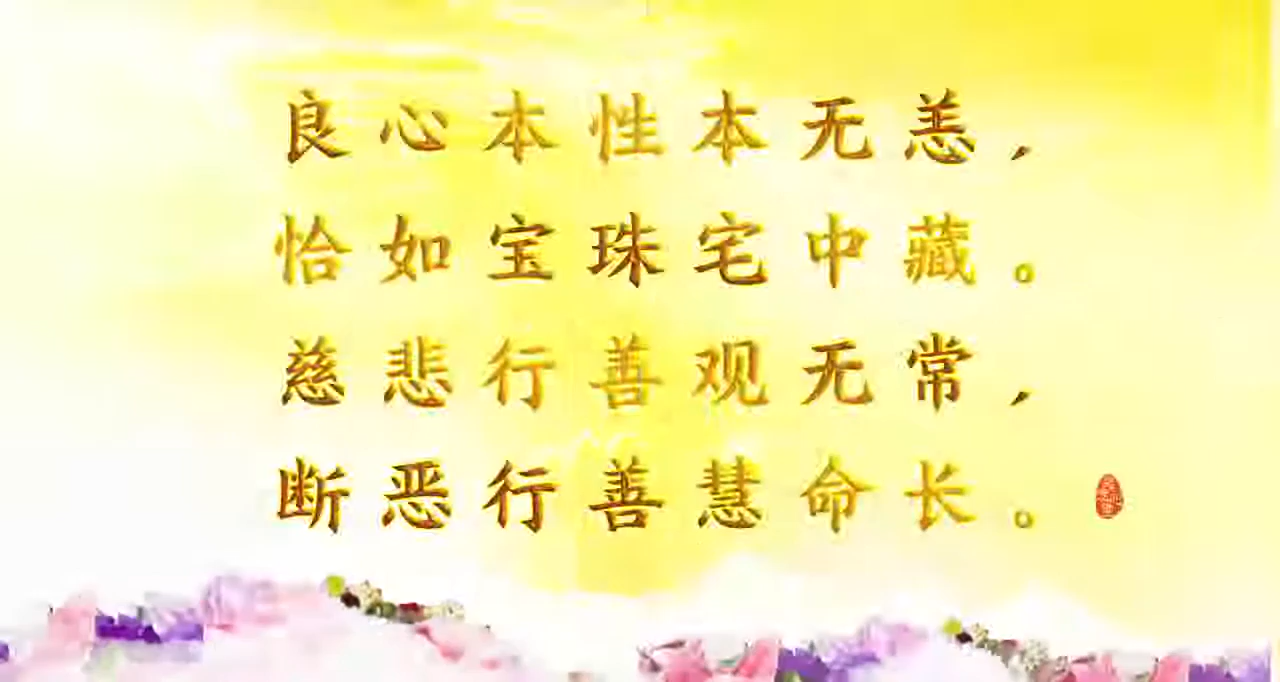 良心本性本无恙，
恰如宝珠宅中藏。
慈悲行善观无常，
断恶行善慧命长。